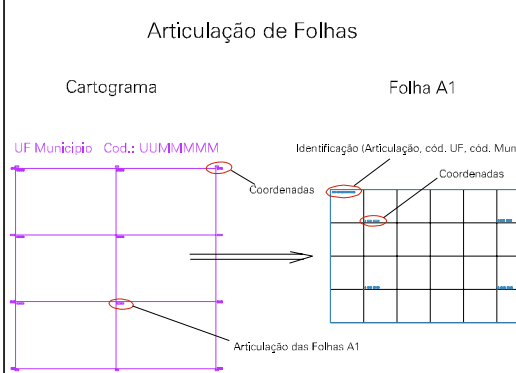 Articulação de Folhas
Cartograma
Folha A1
UF Municipio Cod.: UUMMMMM
Identificação (Articulação, cód. UF, cód. Mun
Coordenadas
Coordenadas
Articulação das Folhas A1